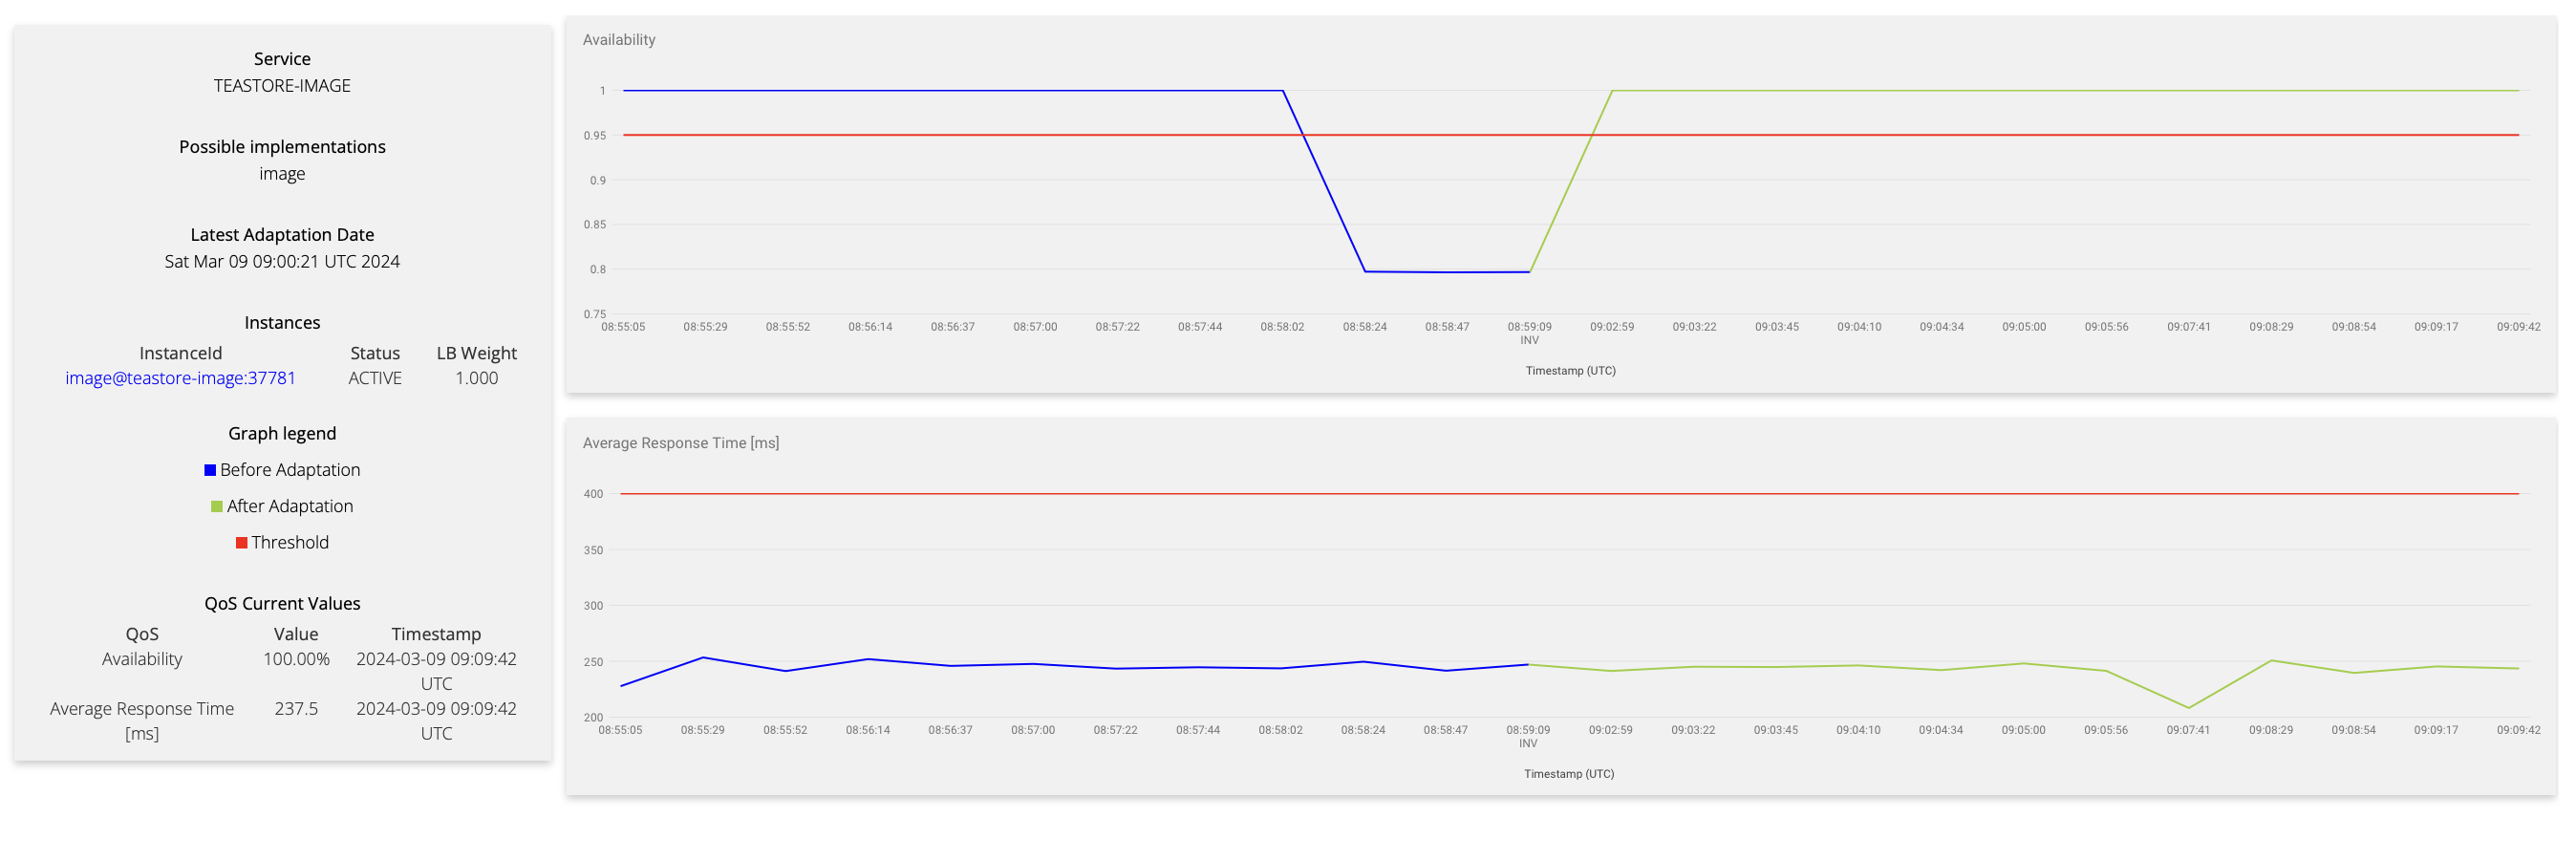 Service
TEASTORE-IMAGE
Possible implementations
image
Latest Adaptation Date
Sat Mar 09 09:00:21 UTC 2024
Instances
InstanceId Status LB Weight
image@teastore-image:37781 ACTIVE 1.000
Graph legend
Before Adaptation
After Adaptation
Threshold
QoS Current Values
QoS Value Timestamp
Availability 100.00% 2024-03-09 09:09:42
UTC
Average Response Time 237.5 2024-03-09 09:09:42
[ms] UTC
Availability
1
0.95
0.9
0.85
0.8
0.75
08:55:05 08:55:29 08:55:52 08:56:14 08:56:37 08:57:00 08:57:22 08:57:44 08:58:02 08:58:24 08:58:47 08:59:09 09:02:59 09:03:22 09:03:45 09:04:10 09:04:34 09:05:00 09:05:56 09:07:41 09:08:29 09:08:54 09:09:17 09:09:42
INV
Timestamp (UTC)
Average Response Time [ms]
400
350
300
250
200
08:55:05 08:55:29 08:55:52 08:56:14 08:56:37 08:57:00 08:57:22 08:57:44 08:58:02 08:58:24 08:58:47 08:59:09 09:02:59 09:03:22 09:03:45 09:04:10 09:04:34 09:05:00 09:05:56 09:07:41 09:08:29 09:08:54 09:09:17 09:09:42
INV
Timestamp (UTC)